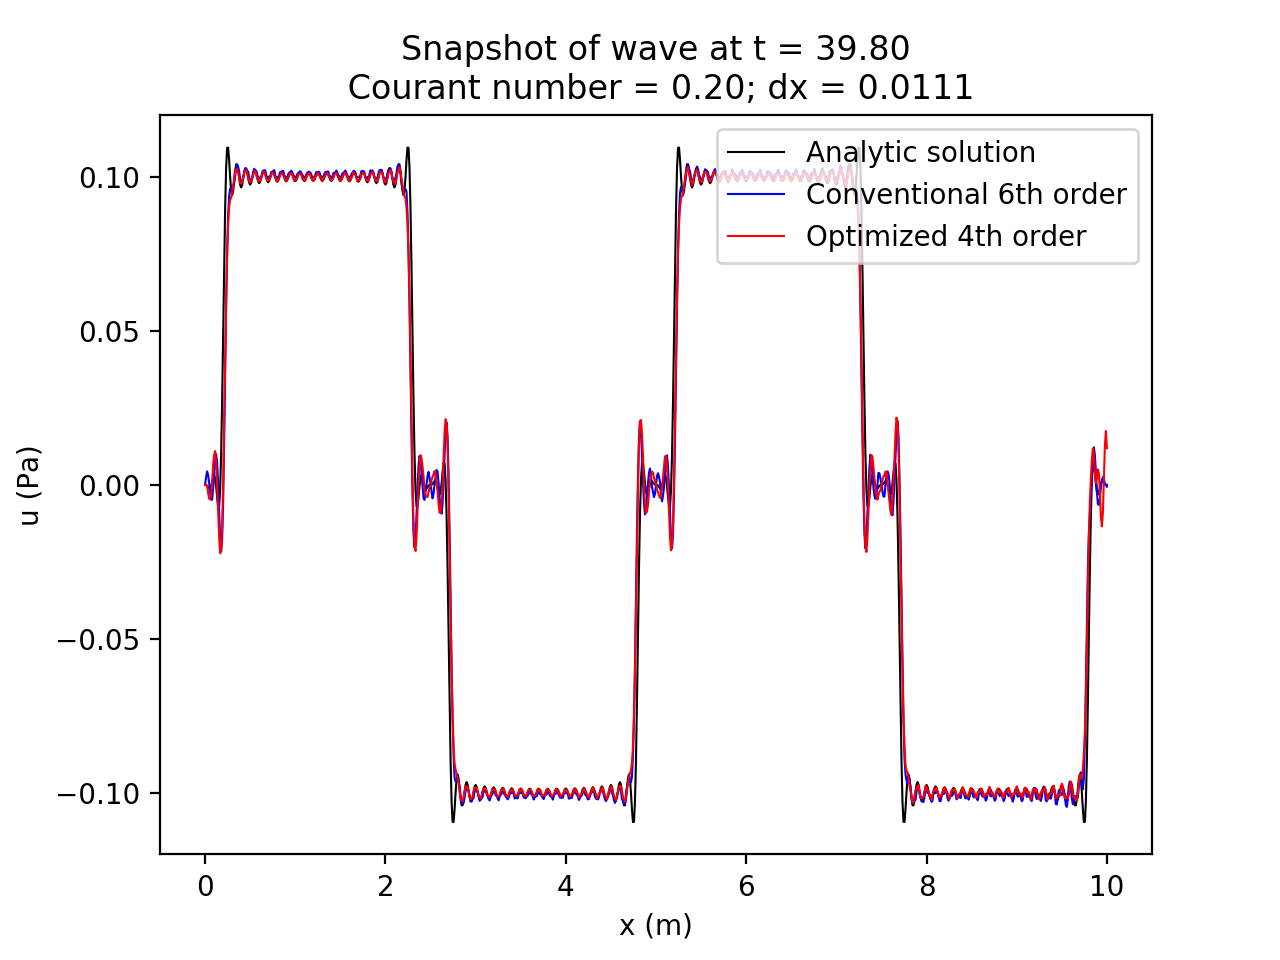 Snapshot of wave at t = 39.80
Courant number = 0.20; dx = 0.0111
Analytic solution
Conventional 6th order
Optimized 4th order
0.10
0.05
0.00
−0.05
−0.10
u (Pa)
0 2 4 6 8 10
x (m)